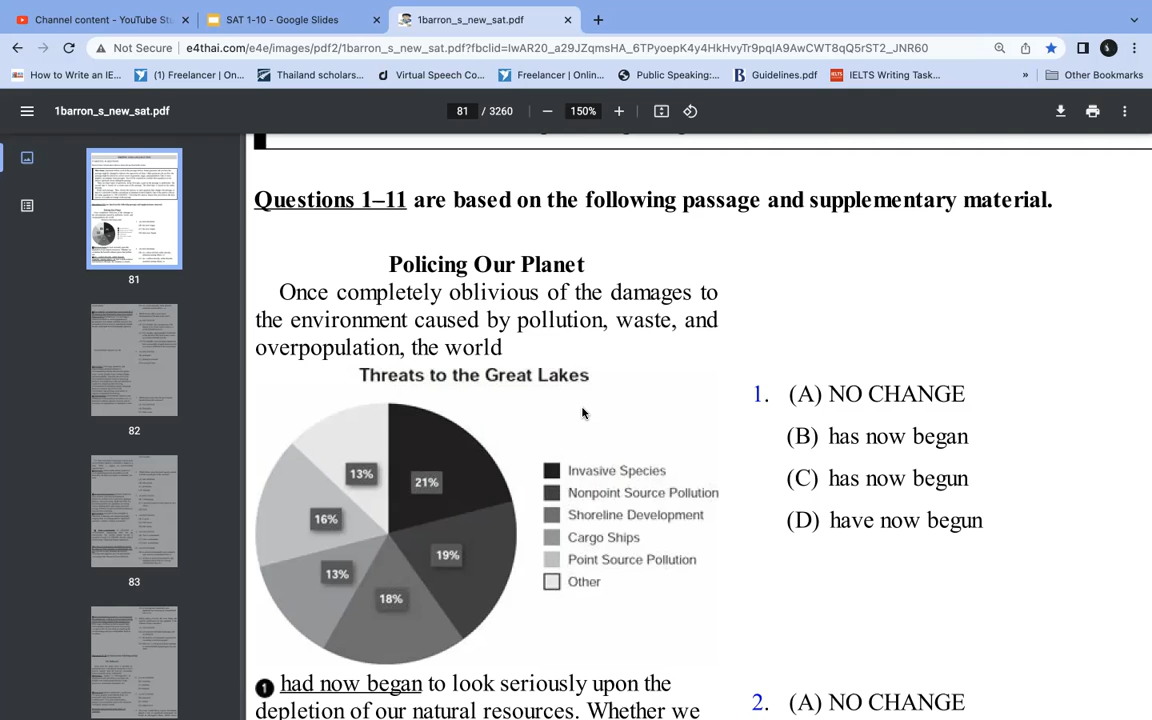 Channel content - YouTube Stu
SAT 1-10 - Google Slides
1barron_s_new_sat.pdf
Not Secure
e4thai.com/e4e/images/pdf2/1barron_s_new_sat.pdf?fbclid=IwAR20_a29JZqmsHA_6TPyoepK4y4HkHvyTr9pqIA9AwCWT8qQ5rST2_JNR60
How to Write an IE...
(1) Freelancer | On...
Thailand scholars...
Virtual Speech Co...
Freelancer | Onlin...
Public Speaking:...
Guidelines.pdf
IELTS Writing Task...
»
Other Bookmarks
1barron_s_new_sat.pdf
81 / 3260
150%
81
82
83
Questions 1–11 are based on the following passage and supplementary material.
Policing Our Planet
Once completely oblivious of the damages to
the environment caused by pollution, waste, and
overpopulation, the world
Threats to the Great Lakes
13%
21%
16%
19%
13%
18%
Invasive Species
Nonpoint Source Pollution
Shoreline Development
Cargo Ships
Point Source Pollution
Other
1 had now began to look seriously upon the
depletion of our natural resources. Whether we
1. (A) NO CHANGE
(B) has now began
(C) has now begun
(D) have now begun
2. (A) NO CHANGE